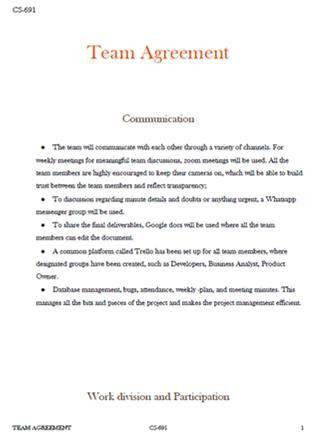 CS-691
Team Agreement
Communication
● The team will communicate with each other through a variety of channels. For
weekly meetings for meaningful team discussions, zoom meetings will be used. All the
team members are highly encouraged to keep their cameras on, which will be able to build
trust between the team members and reflect transparency;
● To discussion regarding minute details and doubts or anything urgent, a Whatsapp
messenger group will be used.
● To share the final deliverables, Google docs will be used where all the team
members can edit the document.
● A common platform called Trello has been set up for all team members, where
designated groups have been created, such as Developers, Business Analyst, Product
Owner.
● Database management, bugs, attendance, weekly -plan, and meeting minutes. This
manages all the bits and pieces of the project and makes the project management efficient.
Work division and Participation
TEAM AGREEMENT CS-691 1